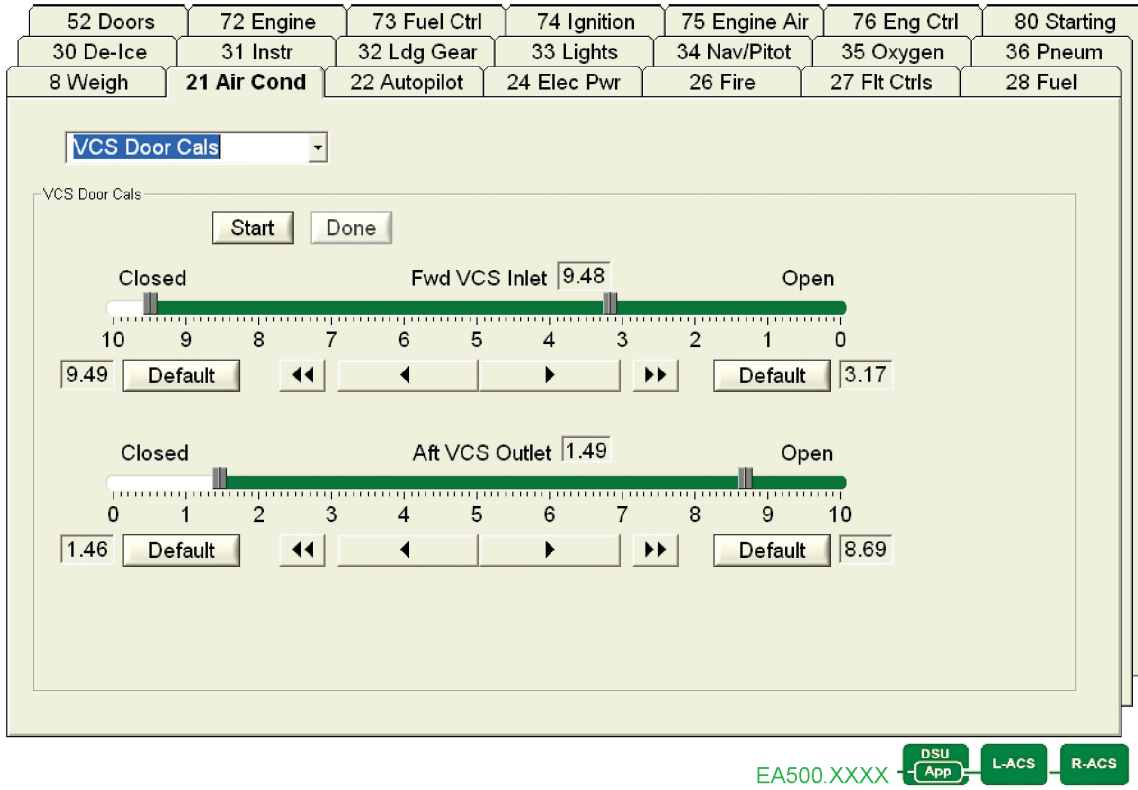 52 Doors 72 Engine 73 Fuel Ctrl 74 Ignition 75 Engine Air 76 Eng Ctrl 80 Starting
30 De-Ice 31 Instr 32 Ldg Gear 33 Lights 34 Nav/Pitot 35 Oxygen 36 Pneum
8 Weigh 21 Air Cond 22 Autopilot 24 Elec Pwr 26 Fire 27 Flt Ctrls 28 Fuel
VCS Door Cals
VCS Door Cals
Start Done
Closed Fwd VCS Inlet 9.48 Open
10 9 8 7 6 5 4 3 2 1 0
9.49 Default Default 3.17
Closed Aft VCS Outlet 1.49 Open
0 1 2 3 4 5 6 7 8 9 10
1.46 Default Default 8.69
EA500.XXXX DSU App L-ACS R-ACS